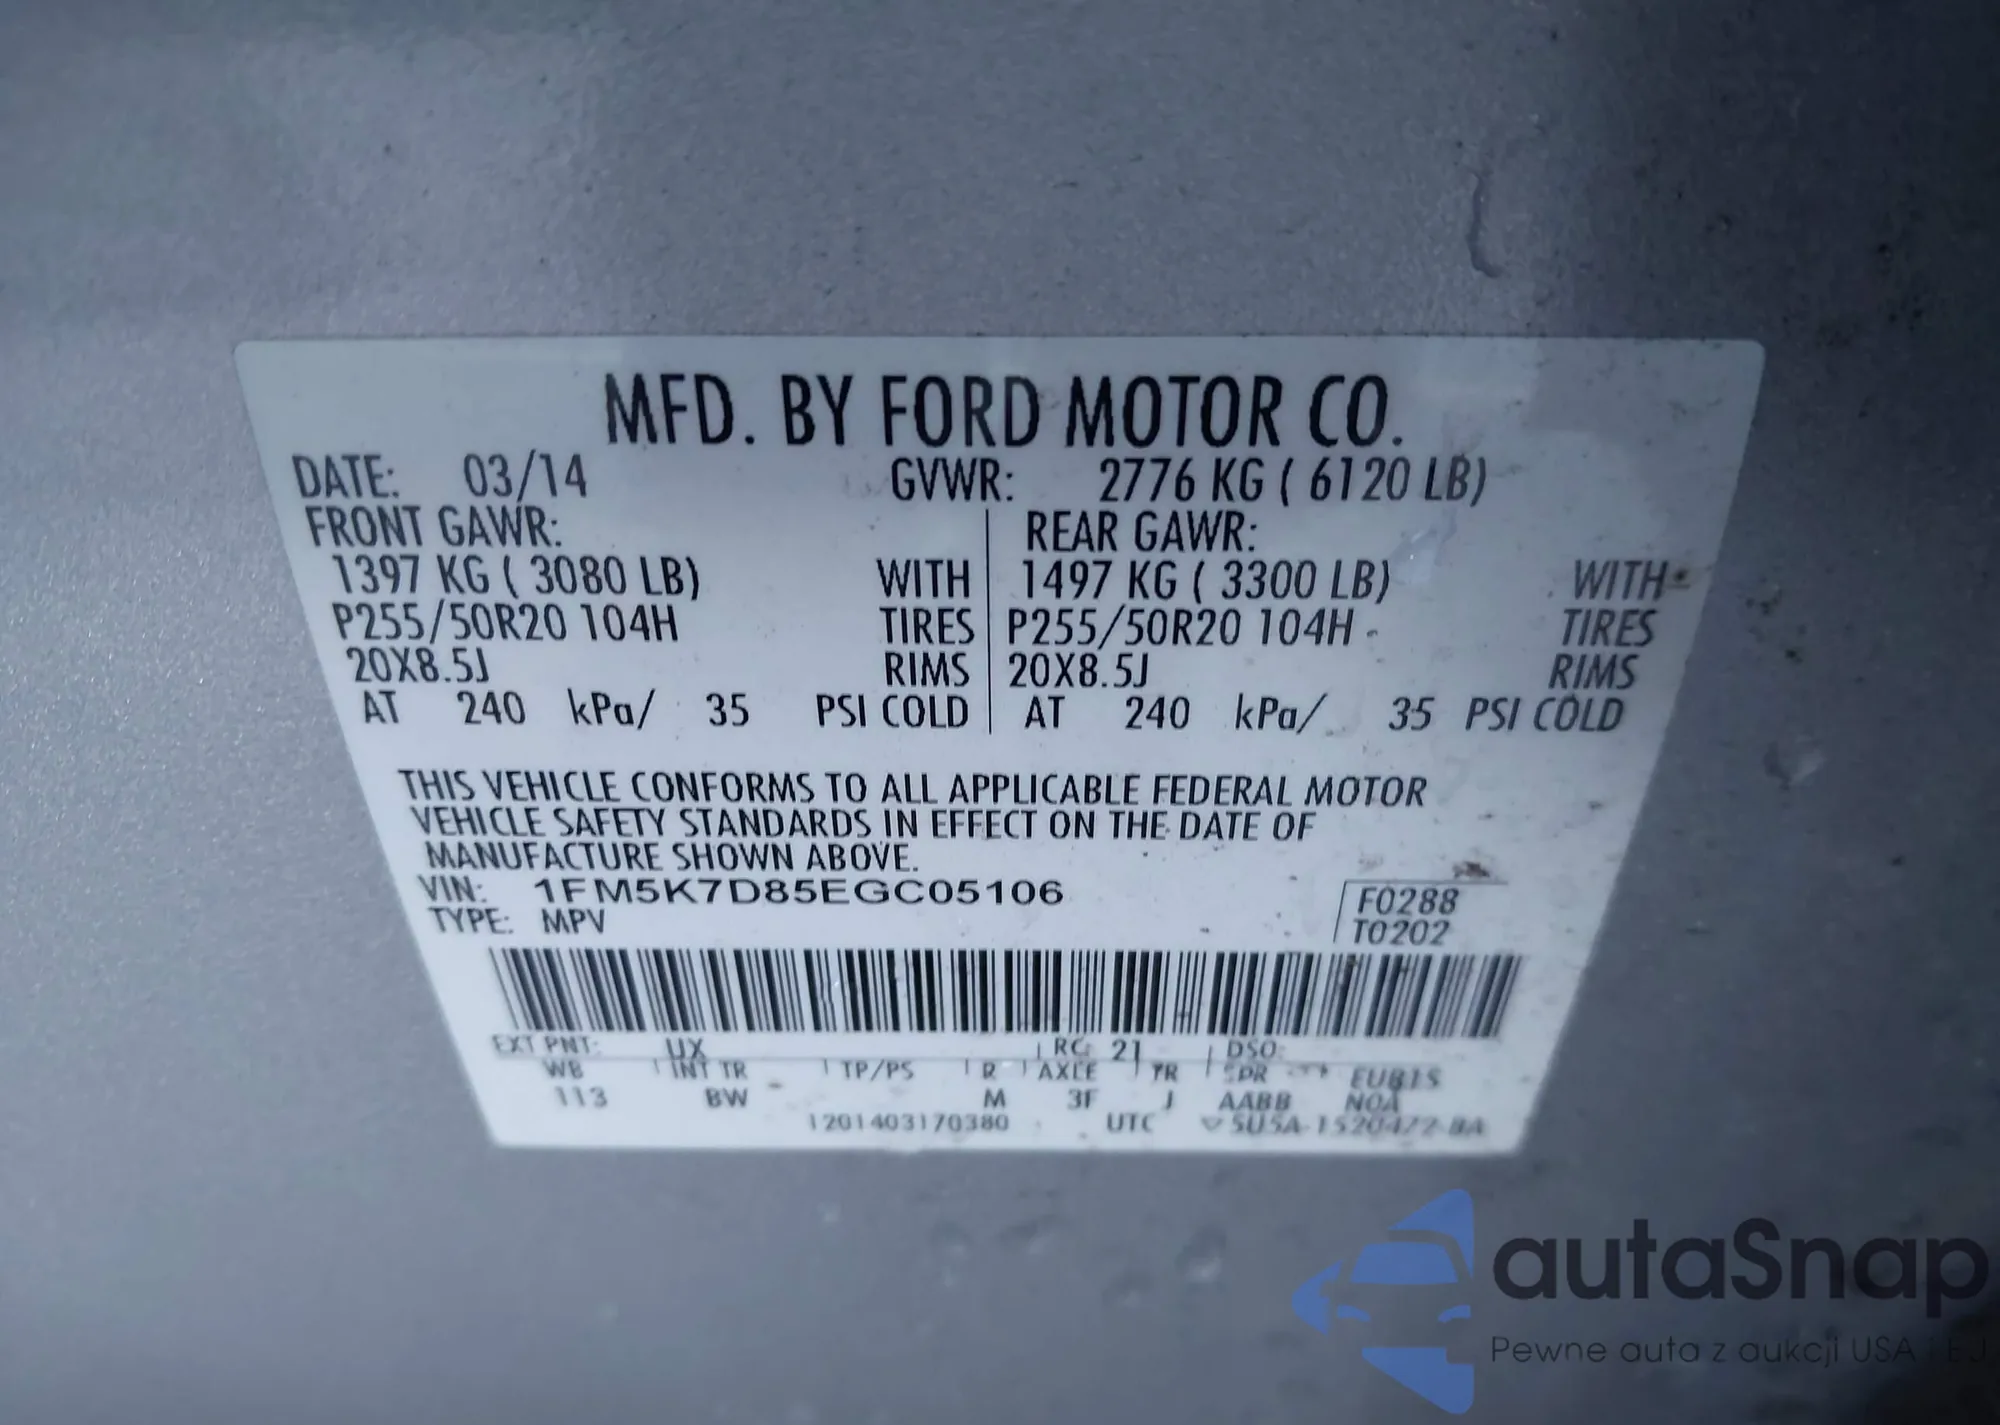 MFD. BY FORD MOTOR CO.
DATE: 03/14 GVWR: 2776 KG ( 6120 LB)
FRONT GAWR: REAR GAWR:
1397 KG ( 3080 LB) WITH 1497 KG ( 3300 LB) WITH
P255/50R20 104H TIRES P255/50R20 104H TIRES
20X8.5J RIMS 20X8.5J RIMS
AT 240 kPa/ 35 PSI COLD AT 240 kPa/ 35 PSI COLD
THIS VEHICLE CONFORMS TO ALL APPLICABLE FEDERAL MOTOR
VEHICLE SAFETY STANDARDS IN EFFECT ON THE DATE OF
MANUFACTURE SHOWN ABOVE.
VIN: 1FM5K7D85EGC05106 F0288
TYPE: MPV T0202
EXT PNT: UX RC: 21 DSO:
WB INT TR TP/PS R AXLE TR SPR EUB1S
113 BW M 3F J AABB NOA
1201403170380 UTC ▽5U5A-1520472-BA
autaSnap
Pewne auta z aukcji USA i EJ